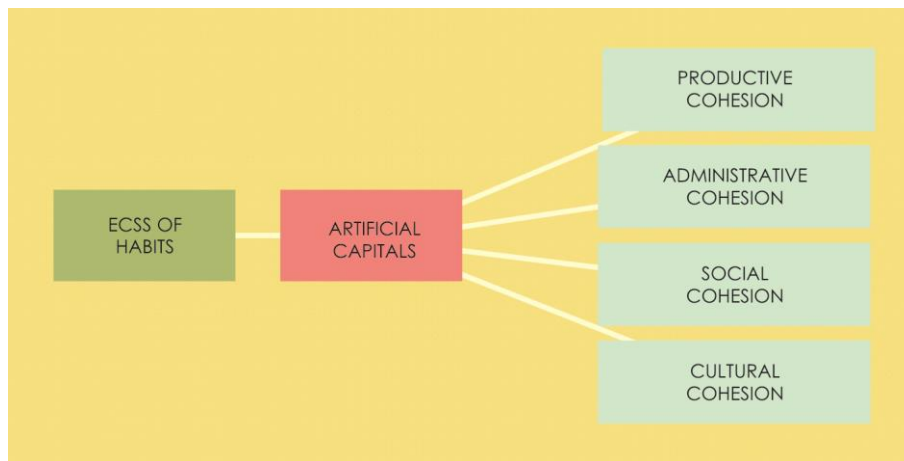 ECSS OF
HABITS
ARTIFICIAL
CAPITALS
PRODUCTIVE
COHESION
ADMINISTRATIVE
COHESION
SOCIAL
COHESION
CULTURAL
COHESION